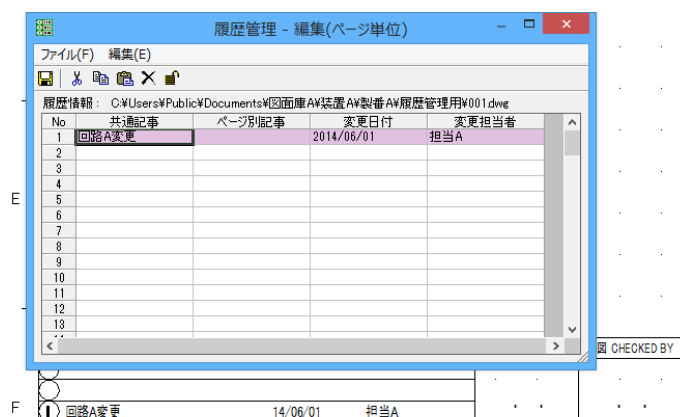 履歴管理 - 編集(ページ単位)
ファイル(F) 編集(E)
履歴情報： C:¥Users¥Public¥Documents¥図面庫A¥装置A¥製番A¥履歴管理用¥001.dwg
No 共通記事 ページ別記事 変更日付 変更担当者
1 回路A変更 2014/06/01 担当A
2
3
4
5
6
7
8
9
10
11
12
13
E
図 CHECKED BY
F 1 回路A変更 14/06/01 担当A